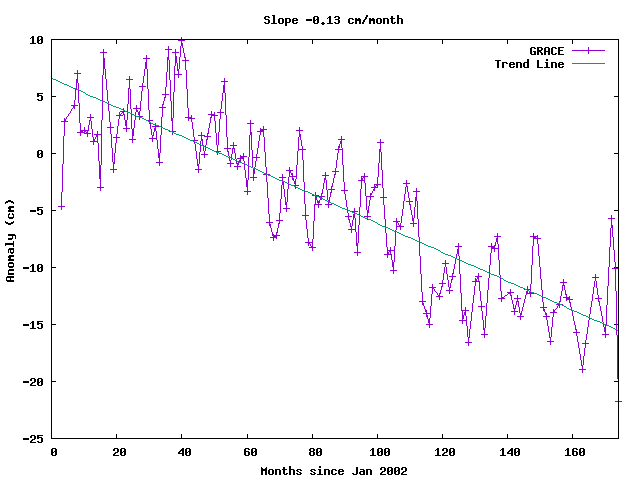 Slope -0.13 cm/month
GRACE
Trend Line
10
5
0
-5
-10
-15
-20
-25
Anomaly (cm)
0 20 40 60 80 100 120 140 160
Months since Jan 2002